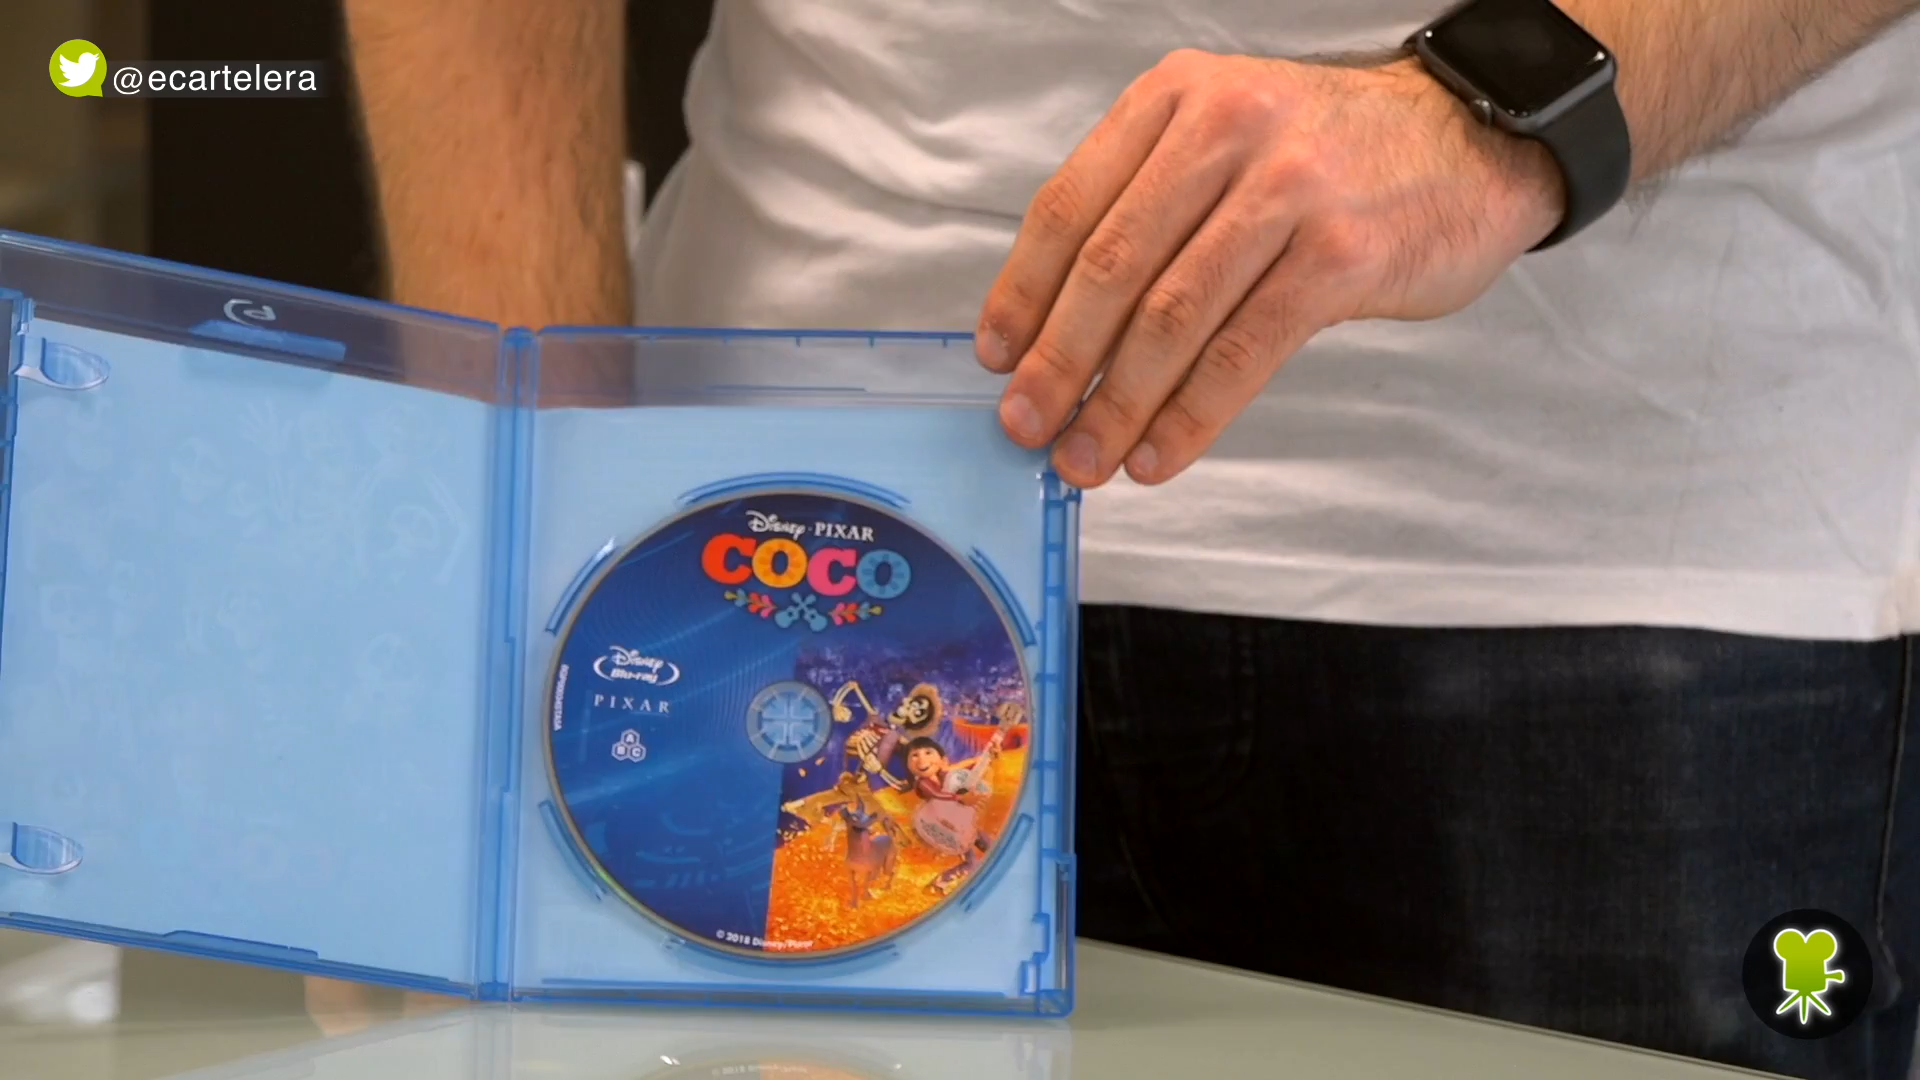 @ecartelera
Disney · PIXAR
COCO
Disney
Blu-ray
PIXAR
A
B C
© 2018 Disney/Pixar